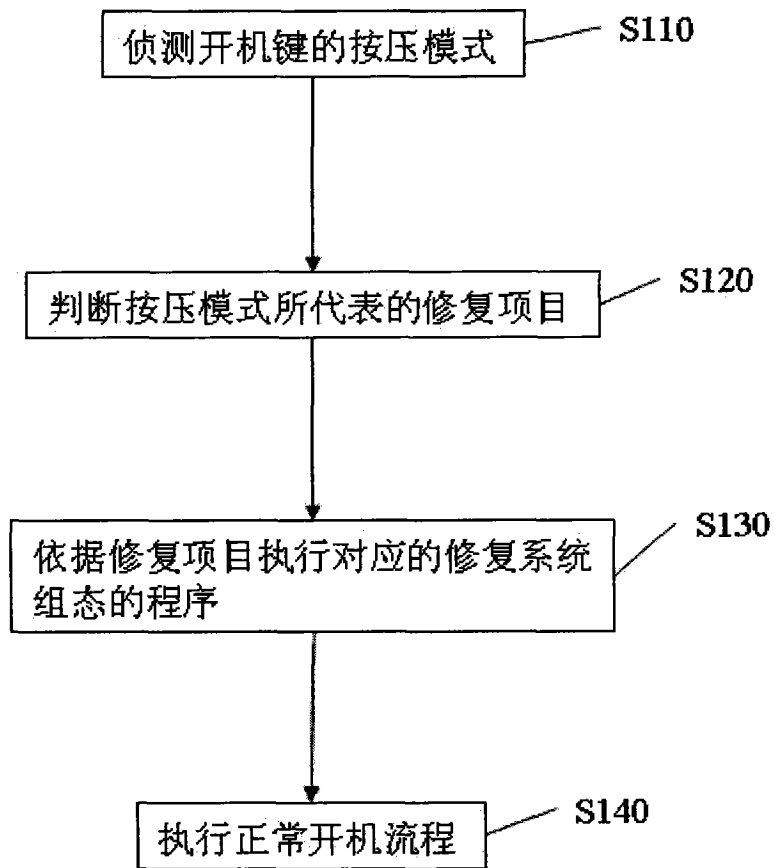 侦测开机键的按压模式
S110
判断按压模式所代表的修复项目
S120
依据修复项目执行对应的修复系统
组态的程序
S130
执行正常开机流程
S140